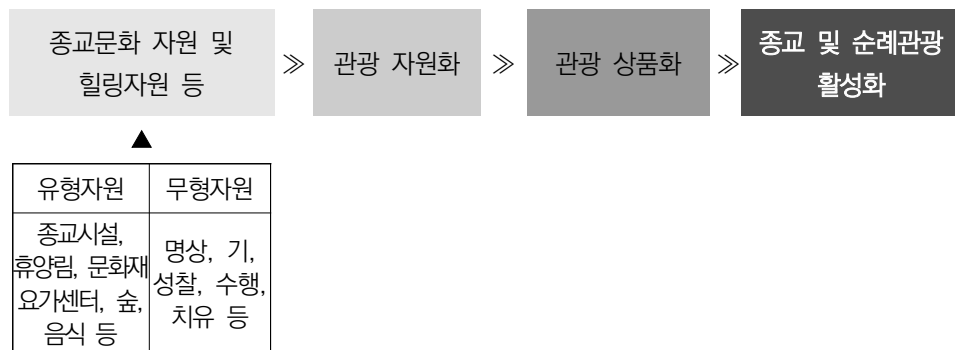 종교문화 자원 및
힐링자원 등
≫
관광 자원화
≫
관광 상품화
≫
종교 및 순례관광
활성화
▲
유형자원
무형자원
종교시설,
휴양림, 문화재
요가센터, 숲,
음식 등
명상, 기,
성찰, 수행,
치유 등